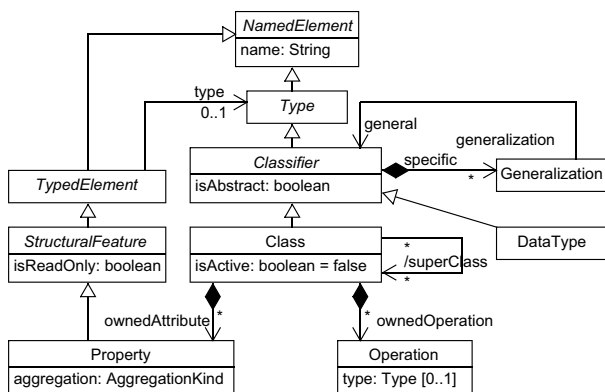 NamedElement
name: String
type
0..1
Type
general
generalization
Classifier
specific
*
isAbstract: boolean
Generalization
TypedElement
StructuralFeature
isReadOnly: boolean
Class
isActive: boolean = false
*
/superClass
*
DataType
ownedAttribute
*
*
ownedOperation
Property
aggregation: AggregationKind
Operation
type: Type [0..1]